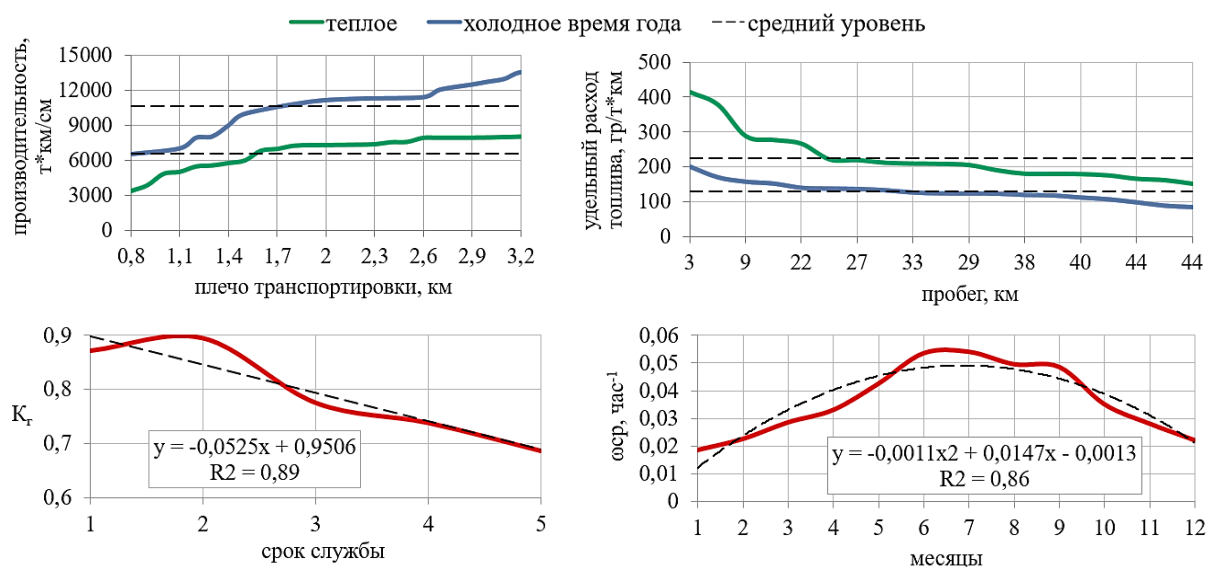 теплое холодное время года средний уровень
производительность,
т*км/см
15000
12000
9000
6000
3000
0
0,8 1,1 1,4 1,7 2 2,3 2,6 2,9 3,2
плечо транспортировки, км
удельный расход
топлива, гр/т*км
500
400
300
200
100
0
3 9 22 27 33 29 38 40 44 44
пробег, км
Кг
0,9
0,8
0,7
0,6
y = -0,0525x + 0,9506
R2 = 0,89
1 2 3 4 5
срок службы
ωср, час-1
0,06
0,05
0,04
0,03
0,02
0,01
0
y = -0,0011x2 + 0,0147x - 0,0013
R2 = 0,86
1 2 3 4 5 6 7 8 9 10 11 12
месяцы